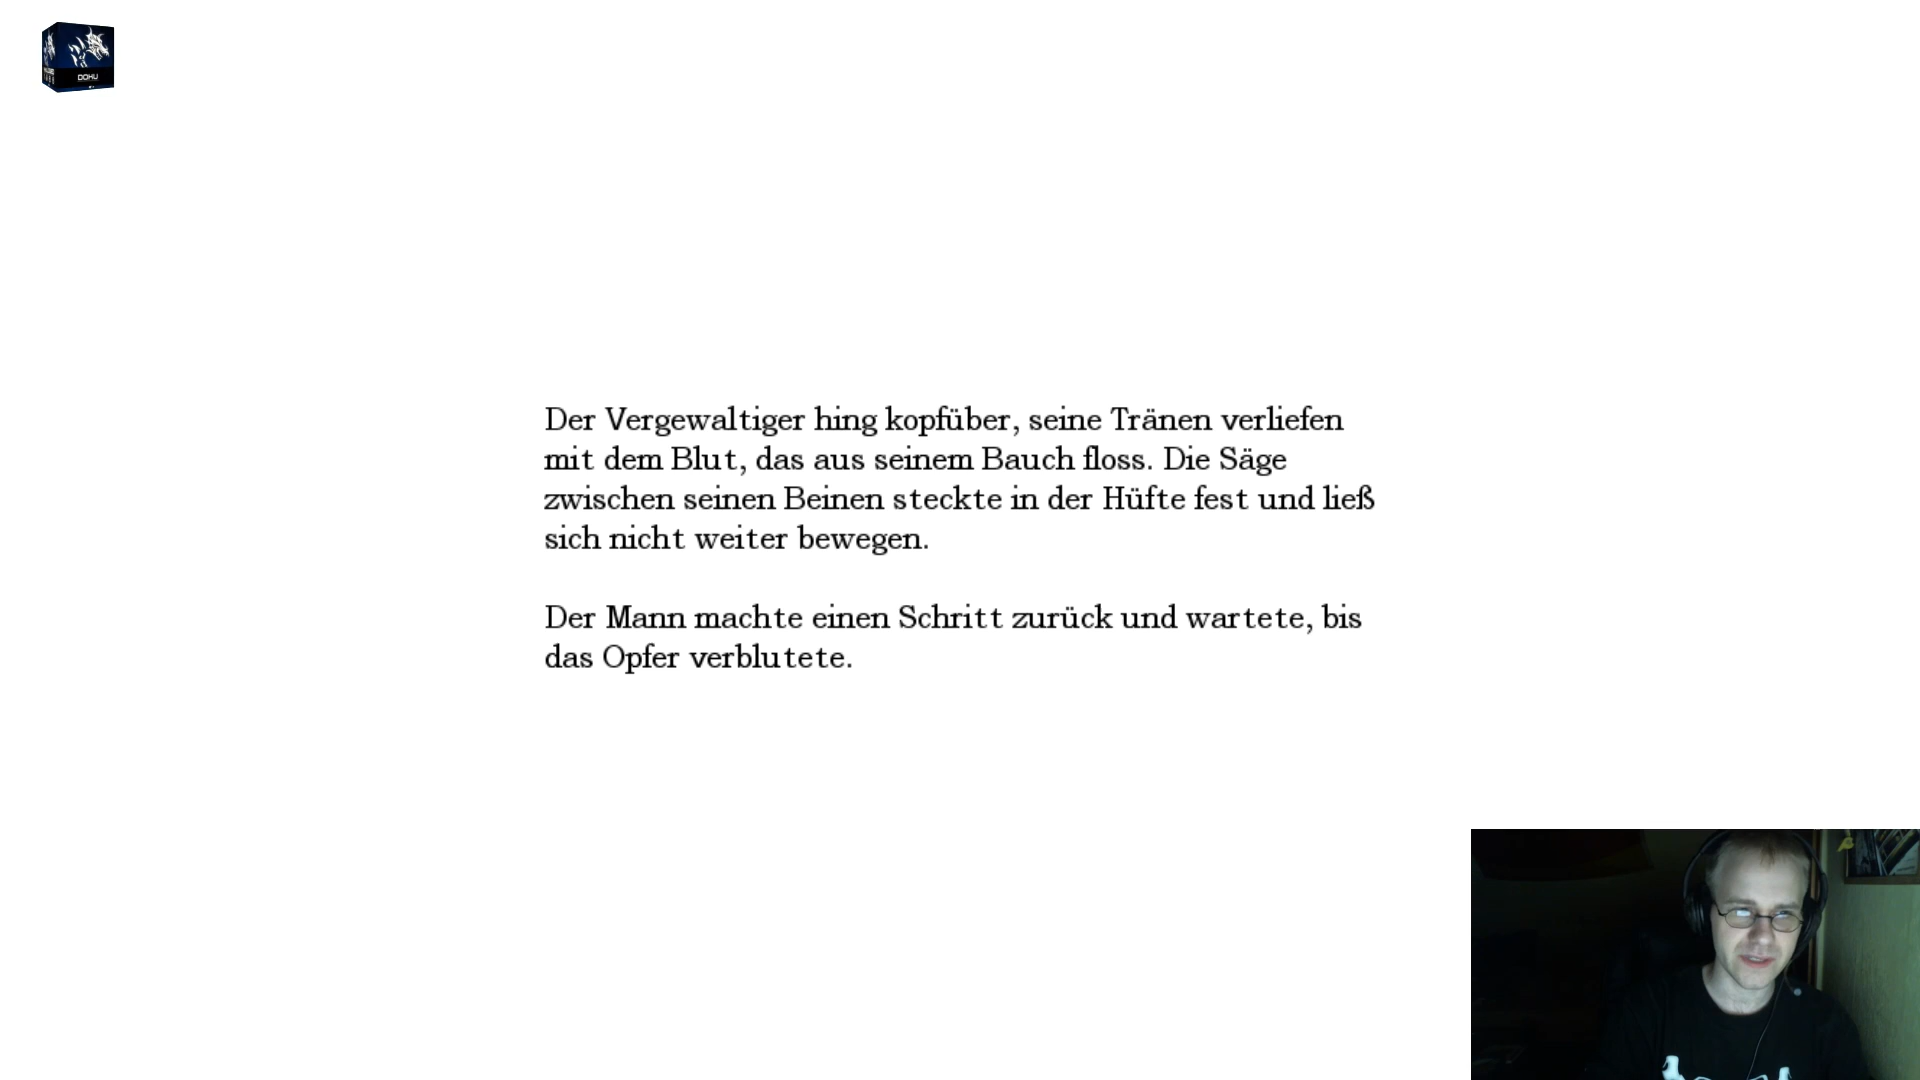 DOKU
Der Vergewaltiger hing kopfüber, seine Tränen verliefen
mit dem Blut, das aus seinem Bauch floss. Die Säge
zwischen seinen Beinen steckte in der Hüfte fest und ließ
sich nicht weiter bewegen.
Der Mann machte einen Schritt zurück und wartete, bis
das Opfer verblutete.